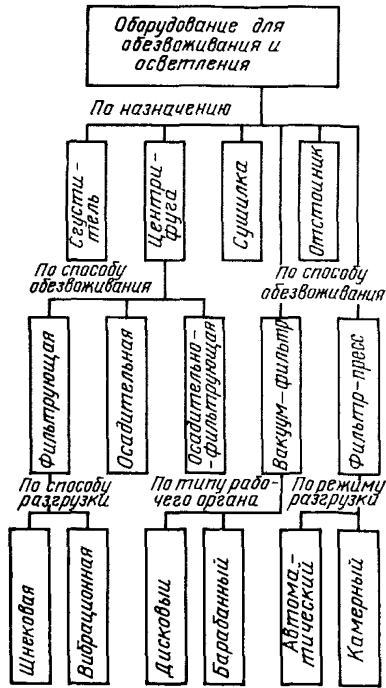 Оборудование для
обезвоживания и
осветления
По назначению
Сгусти-
тель
Центри-
фуга
Сушилка
Отстойник
По способу
обезвоживания
По способу
обезвоживания
Фильтрующая
Осадительная
Осадительно-
-фильтрующая
Вакуум-фильтр
Фильтр-пресс
По способу
разгрузки
По типу рабо-
чего органа
По режиму
разгрузки
Шнековая
Вибрационная
Дисковый
Барабанный
Автома-
тический
Камерный